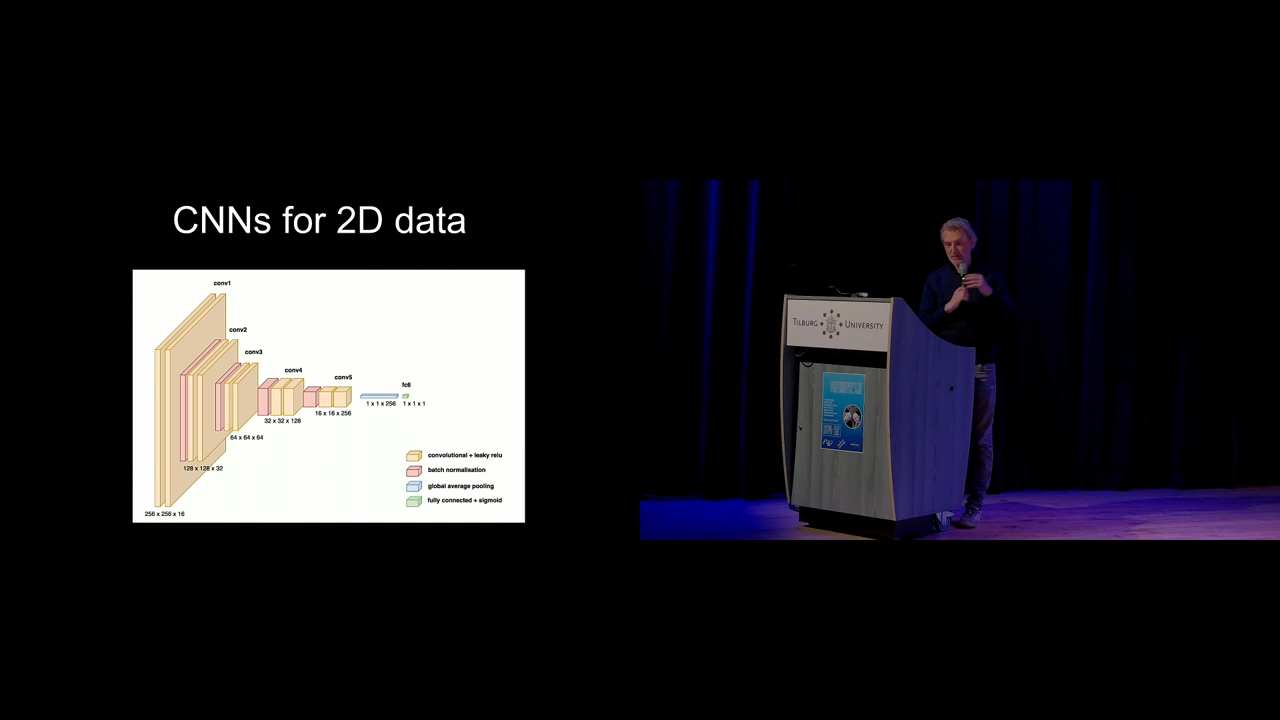 CNNs for 2D data
conv1
conv2
conv3
conv4
conv5
fc6
1 x 1 x 256
1 x 1 x 1
16 x 16 x 256
32 x 32 x 128
64 x 64 x 64
128 x 128 x 32
256 x 256 x 16
convolutional + leaky relu
batch normalisation
global average pooling
fully connected + sigmoid
TILBURG UNIVERSITY